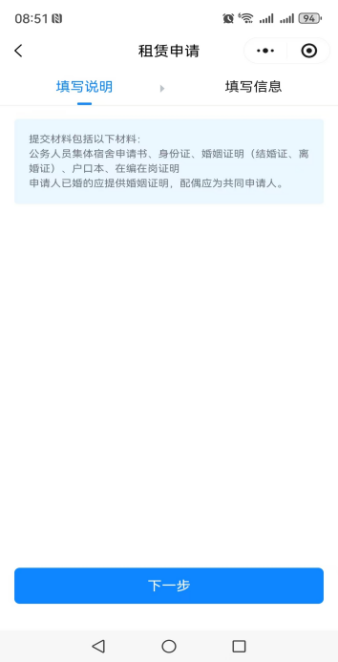 08:51
94
租赁申请
填写说明
填写信息
提交材料包括以下材料：
公务人员集体宿舍申请书、身份证、婚姻证明（结婚证、离
婚证）、户口本、在编在岗证明
申请人已婚的应提供婚姻证明，配偶应为共同申请人。
下一步